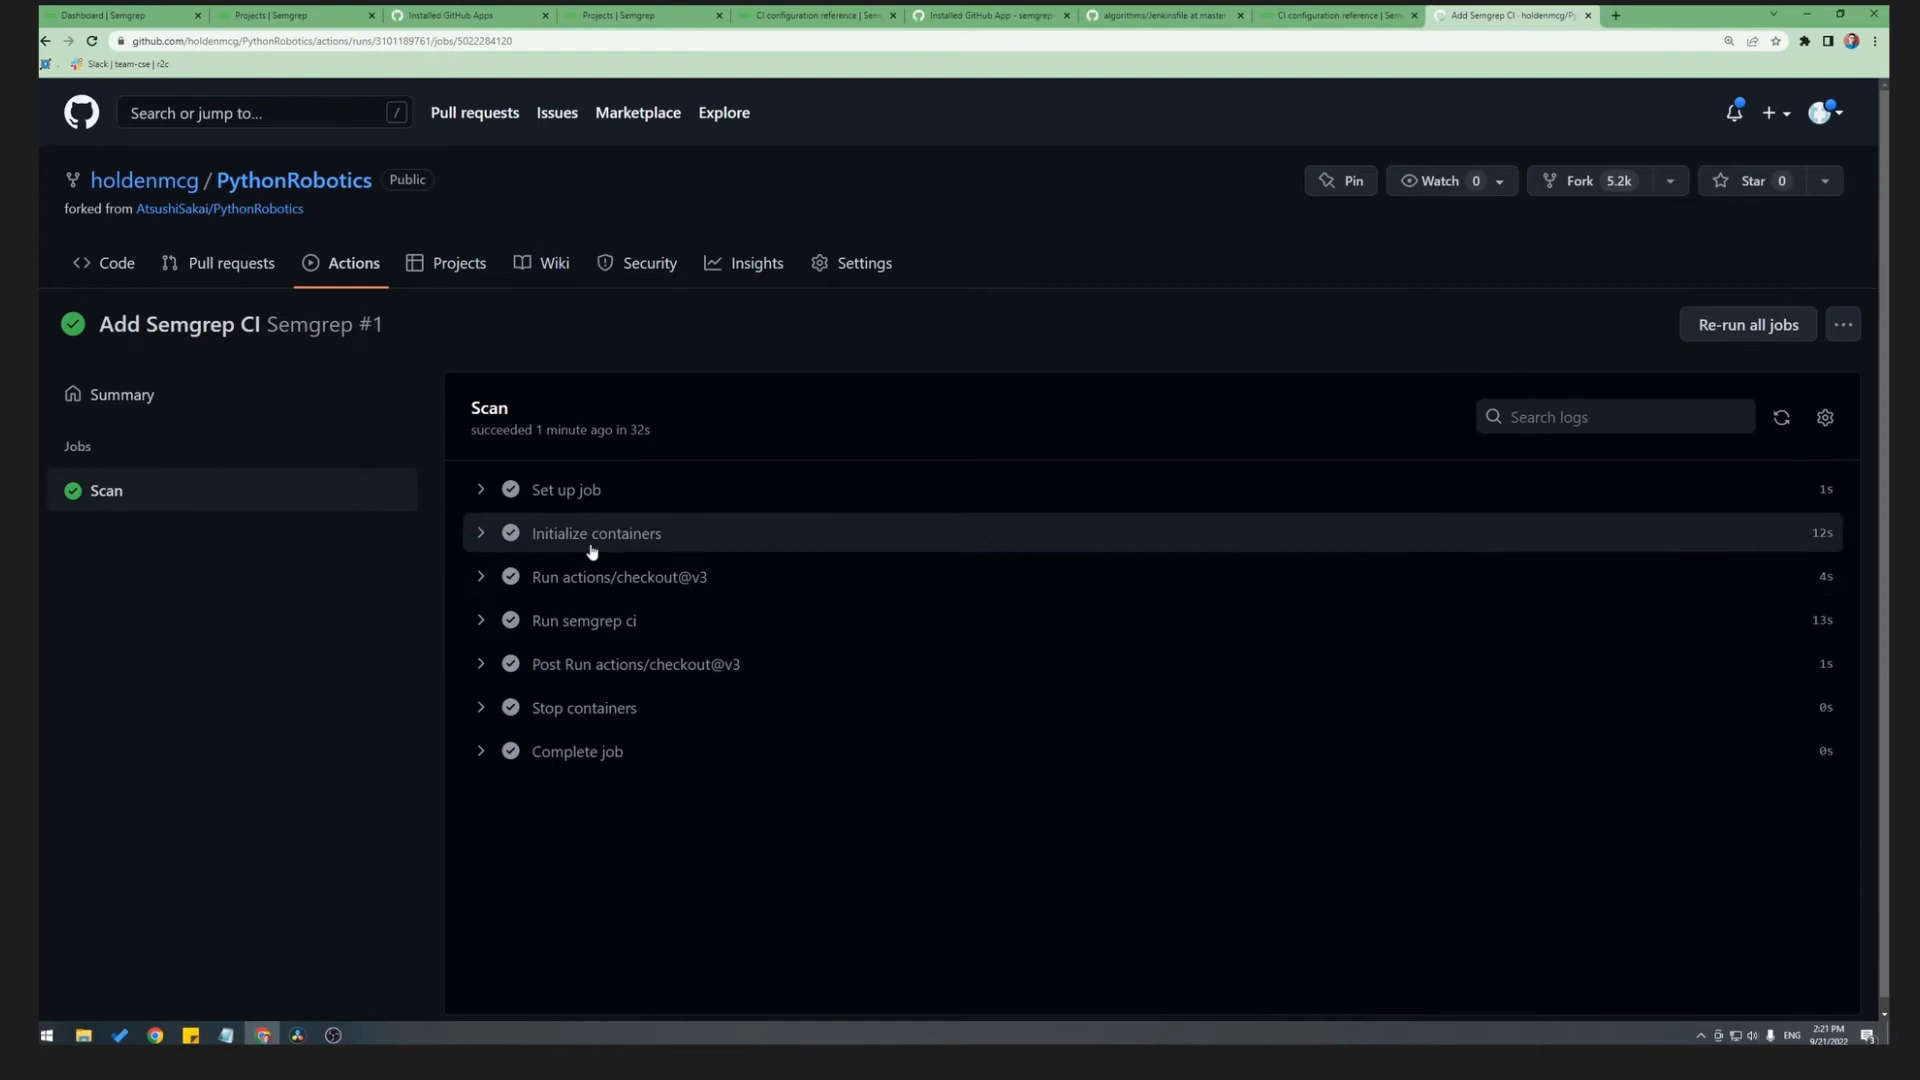 Dashboard | Semgrep
Projects | Semgrep
Installed GitHub Apps
Projects | Semgrep
CI configuration reference | Sem
Installed GitHub App - semgrep-
algorithms/Jenkinsfile at master
CI configuration reference | Sem
Add Semgrep CI · holdenmcg/Py
github.com/holdenmcg/PythonRobotics/actions/runs/3101189761/jobs/5022284120
Slack | team-cse | r2c
Search or jump to...
/
Pull requests
Issues
Marketplace
Explore
holdenmcg / PythonRobotics
Public
Pin
Watch 0
Fork 5.2k
Star 0
forked from AtsushiSakai/PythonRobotics
Code
Pull requests
Actions
Projects
Wiki
Security
Insights
Settings
Add Semgrep CI Semgrep #1
Re-run all jobs
Summary
Jobs
Scan
Scan
succeeded 1 minute ago in 32s
Search logs
Set up job 1s
Initialize containers 12s
Run actions/checkout@v3 4s
Run semgrep ci 13s
Post Run actions/checkout@v3 1s
Stop containers 0s
Complete job 0s
ENG
2:21 PM
9/21/2022